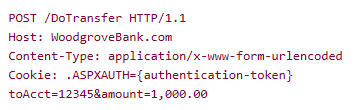 POST /DoTransfer HTTP/1.1
Host: WoodgroveBank.com
Content-Type: application/x-www-form-urlencoded
Cookie: .ASPXAUTH={authentication-token}
toAcct=12345&amount=1,000.00